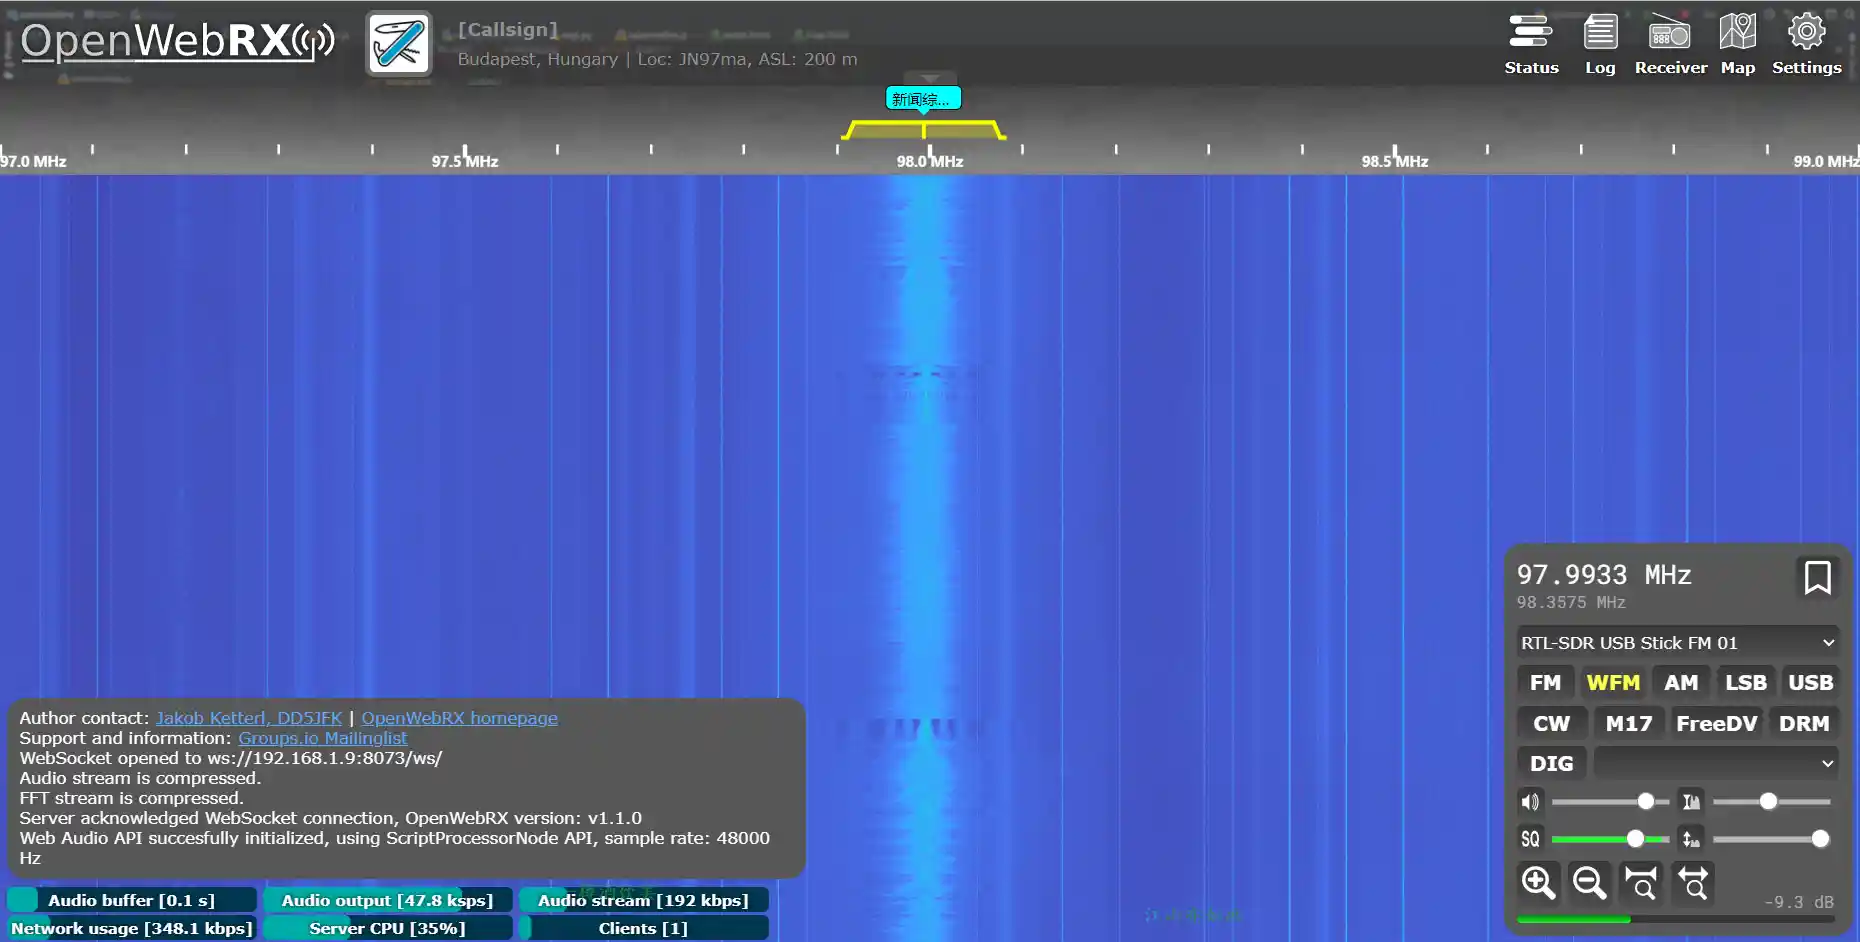 OpenWebRX
[Callsign]
Budapest, Hungary | Loc: JN97ma, ASL: 200 m
Status
Log
Receiver
Map
Settings
新闻综...
97.0 MHz
97.5 MHz
98.0 MHz
98.5 MHz
99.0 MHz
97.9933 MHz
98.3575 MHz
RTL-SDR USB Stick FM 01
FM WFM AM LSB USB
CW M17 FreeDV DRM
DIG
SQ
-9.3 dB
Author contact: Jakob Ketterl, DD5JFK | OpenWebRX homepage
Support and information: Groups.io Mailinglist
WebSocket opened to ws://192.168.1.9:8073/ws/
Audio stream is compressed.
FFT stream is compressed.
Server acknowledged WebSocket connection, OpenWebRX version: v1.1.0
Web Audio API succesfully initialized, using ScriptProcessorNode API, sample rate: 48000
Hz
Audio buffer [0.1 s]
Audio output [47.8 ksps]
Audio stream [192 kbps]
Network usage [348.1 kbps]
Server CPU [35%]
Clients [1]